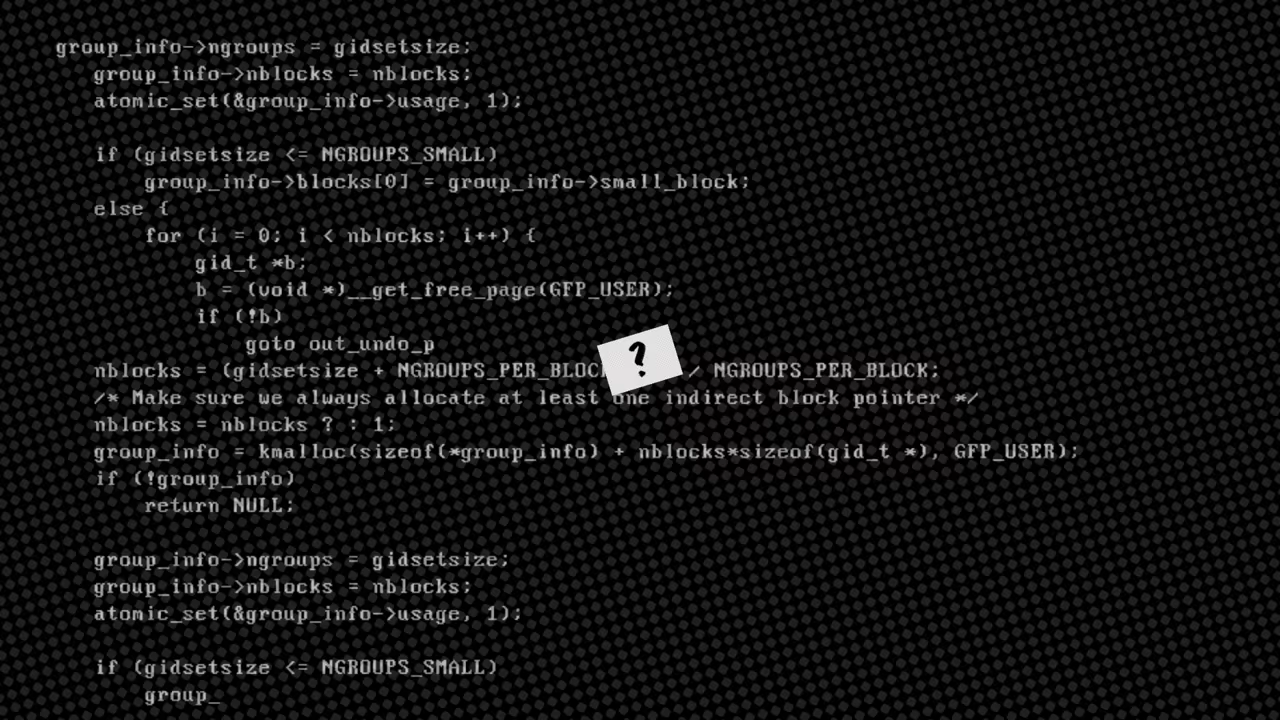 group_info->ngroups = gidsetsize;
group_info->nblocks = nblocks;
atomic_set(&group_info->usage, 1);
if (gidsetsize <= NGROUPS_SMALL)
group_info->blocks[0] = group_info->small_block;
else {
for (i = 0; i < nblocks; i++) {
gid_t *b;
b = (void *)__get_free_page(GFP_USER);
if (!b)
goto out_undo_p
?
nblocks = (gidsetsize + NGROUPS_PER_BLOC / NGROUPS_PER_BLOCK;
/* Make sure we always allocate at least one indirect block pointer */
nblocks = nblocks ? : 1;
group_info = kmalloc(sizeof(*group_info) + nblocks*sizeof(gid_t *), GFP_USER);
if (!group_info)
return NULL;
group_info->ngroups = gidsetsize;
group_info->nblocks = nblocks;
atomic_set(&group_info->usage, 1);
if (gidsetsize <= NGROUPS_SMALL)
group_